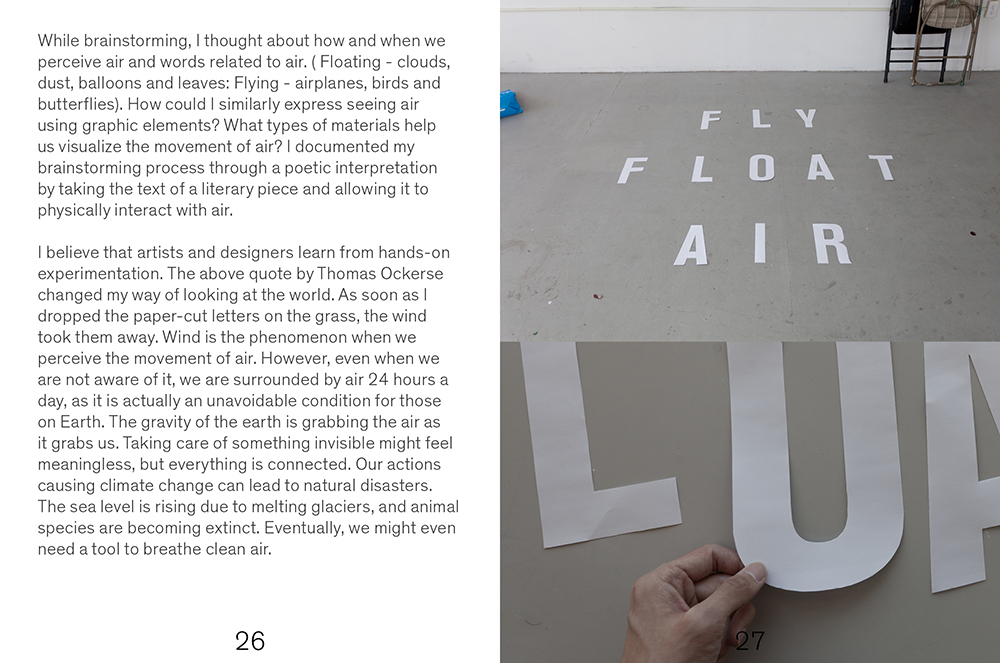 While brainstorming, I thought about how and when we
perceive air and words related to air. ( Floating - clouds,
dust, balloons and leaves: Flying - airplanes, birds and
butterflies). How could I similarly express seeing air
using graphic elements? What types of materials help
us visualize the movement of air? I documented my
brainstorming process through a poetic interpretation
by taking the text of a literary piece and allowing it to
physically interact with air.
I believe that artists and designers learn from hands-on
experimentation. The above quote by Thomas Ockerse
changed my way of looking at the world. As soon as I
dropped the paper-cut letters on the grass, the wind
took them away. Wind is the phenomenon when we
perceive the movement of air. However, even when we
are not aware of it, we are surrounded by air 24 hours a
day, as it is actually an unavoidable condition for those
on Earth. The gravity of the earth is grabbing the air as
it grabs us. Taking care of something invisible might feel
meaningless, but everything is connected. Our actions
causing climate change can lead to natural disasters.
The sea level is rising due to melting glaciers, and animal
species are becoming extinct. Eventually, we might even
need a tool to breathe clean air.
26
FLY
FLOAT
AIR
LOA
27